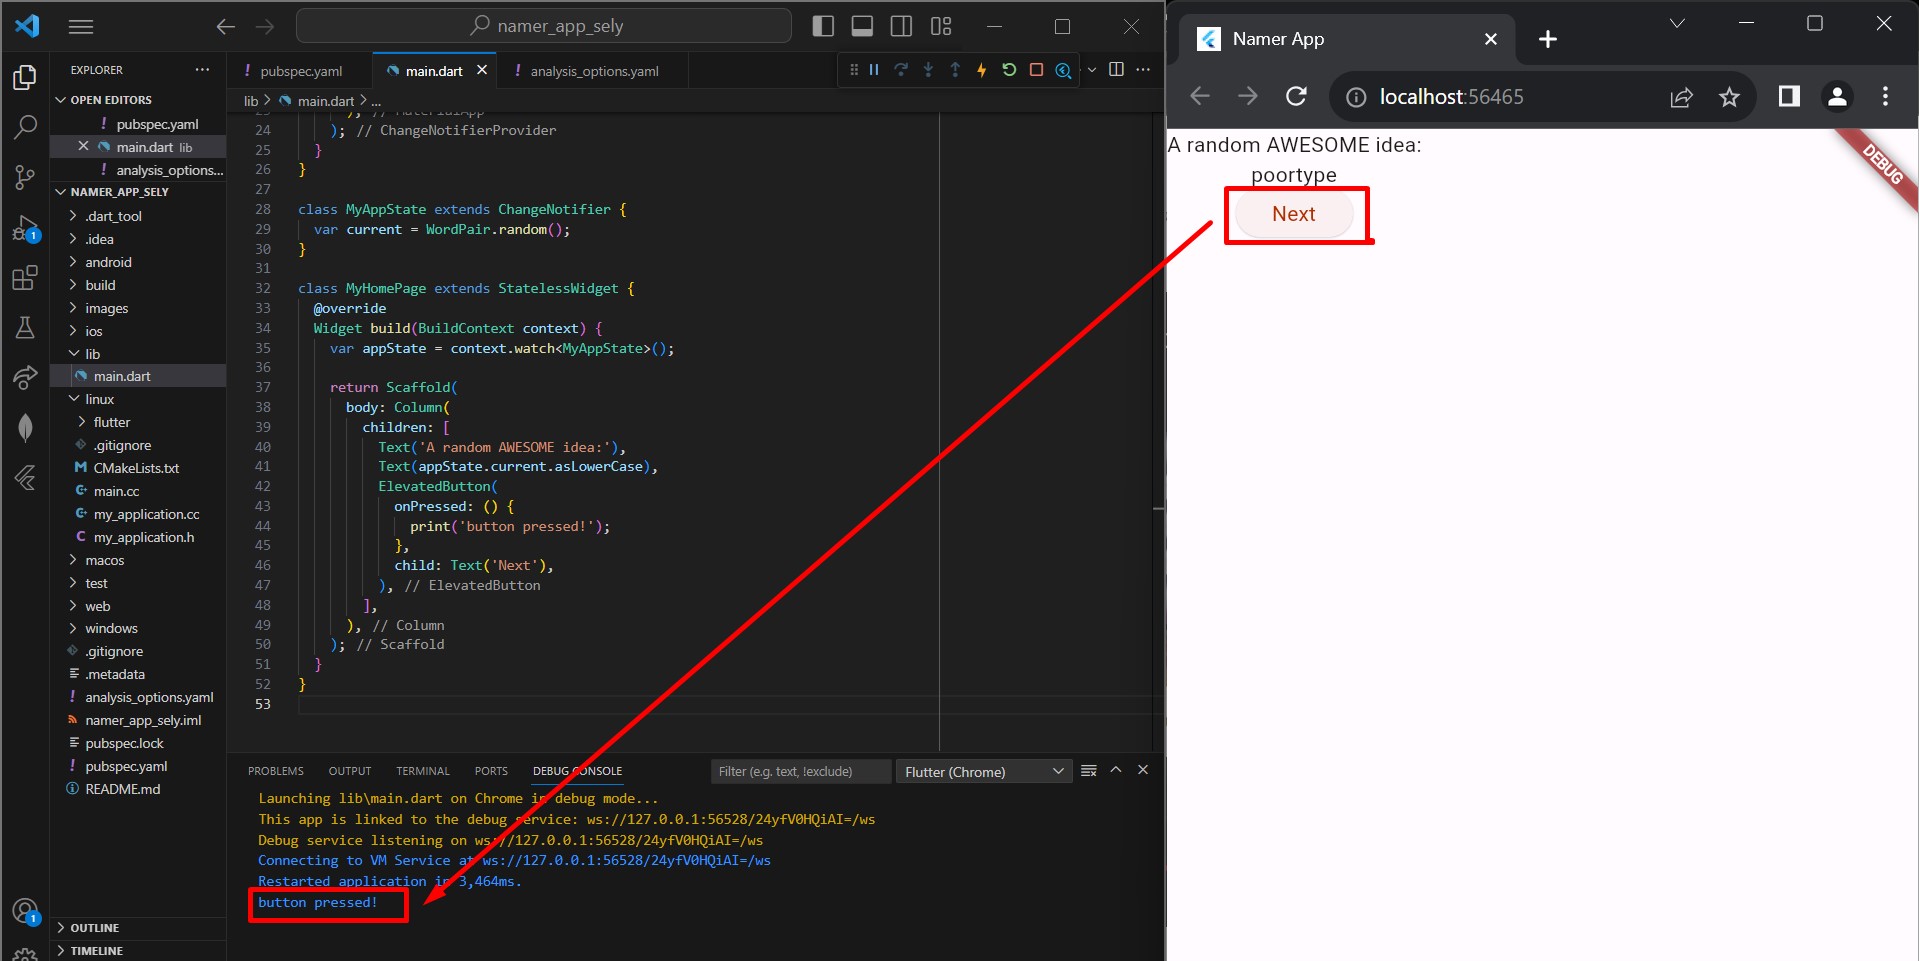 namer_app_sely
EXPLORER
OPEN EDITORS
pubspec.yaml
main.dart lib
analysis_options...
NAMER_APP_SELY
.dart_tool
.idea
android
build
images
ios
lib
main.dart
linux
flutter
.gitignore
CMakeLists.txt
main.cc
my_application.cc
my_application.h
macos
test
web
windows
.gitignore
.metadata
analysis_options.yaml
namer_app_sely.iml
pubspec.lock
pubspec.yaml
README.md
OUTLINE
TIMELINE
1
1
pubspec.yaml
main.dart
analysis_options.yaml
lib > main.dart > ...
24 ); // ChangeNotifierProvider
25 }
26 }
27
28 class MyAppState extends ChangeNotifier {
29 var current = WordPair.random();
30 }
31
32 class MyHomePage extends StatelessWidget {
33 @override
34 Widget build(BuildContext context) {
35 var appState = context.watch<MyAppState>();
36
37 return Scaffold(
38 body: Column(
39 children: [
40 Text('A random AWESOME idea:'),
41 Text(appState.current.asLowerCase),
42 ElevatedButton(
43 onPressed: () {
44 print('button pressed!');
45 },
46 child: Text('Next'),
47 ), // ElevatedButton
48 ],
49 ), // Column
50 ); // Scaffold
51 }
52 }
53
PROBLEMS
OUTPUT
TERMINAL
PORTS
DEBUG CONSOLE
Filter (e.g. text, !exclude)
Flutter (Chrome)
Launching lib\main.dart on Chrome in debug mode...
This app is linked to the debug service: ws://127.0.0.1:56528/24yfV0HQiAI=/ws
Debug service listening on ws://127.0.0.1:56528/24yfV0HQiAI=/ws
Connecting to VM Service at ws://127.0.0.1:56528/24yfV0HQiAI=/ws
Restarted application in 3,464ms.
button pressed!
Namer App
localhost:56465
A random AWESOME idea:
poortype
Next
DEBUG